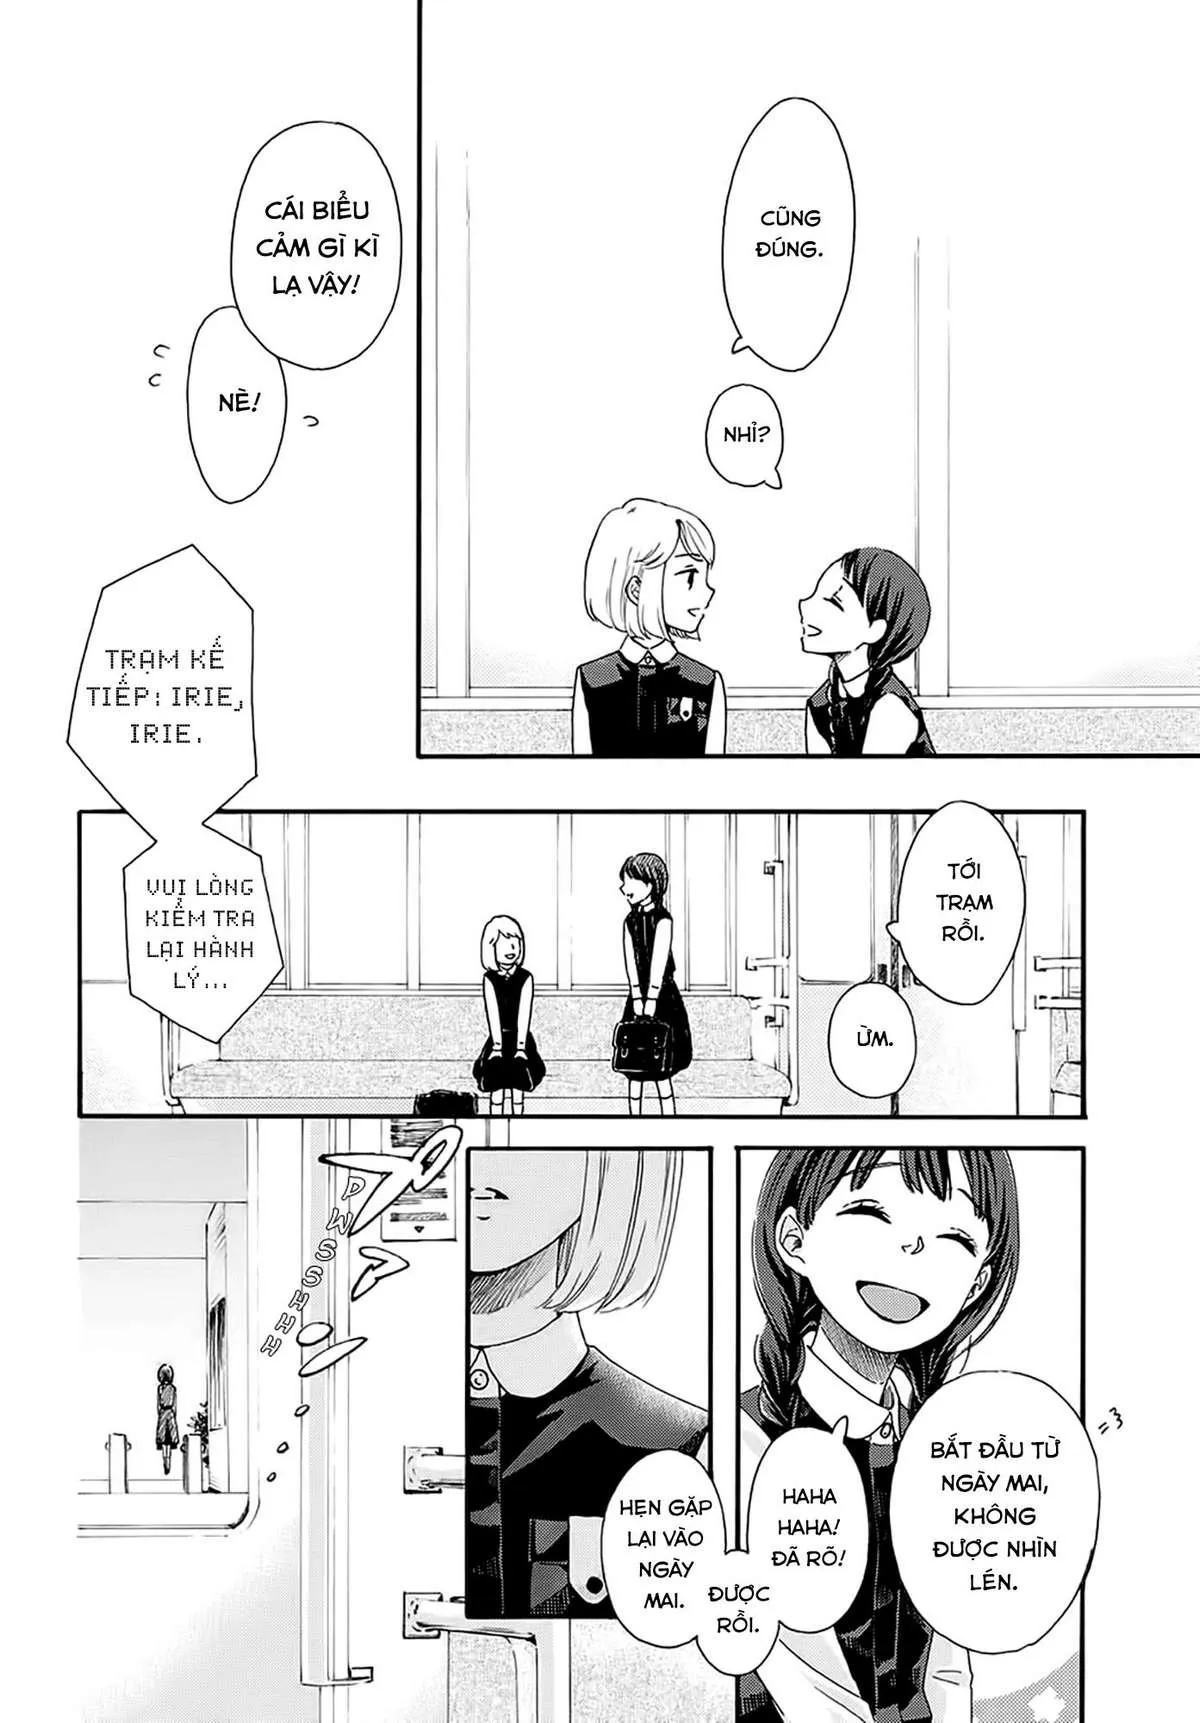 CŨNG
ĐÚNG.
NHỈ?
CÁI BIỂU
CẢM GÌ KÌ
LẠ VẬY!
NÈ!
TRẠM KẾ
TIẾP: IRIE,
IRIE.
VUI LÒNG
KIỂM TRA
LẠI HÀNH
LÝ...
TỚI
TRẠM
RỒI.
ỪM.
BẮT ĐẦU TỪ
NGÀY MAI,
KHÔNG
ĐƯỢC NHÌN
LÉN.
HAHA
HAHA!
ĐÃ RÕ!
ĐƯỢC
RỒI.
HẸN GẶP
LẠI VÀO
NGÀY
MAI.
PWSSHHH